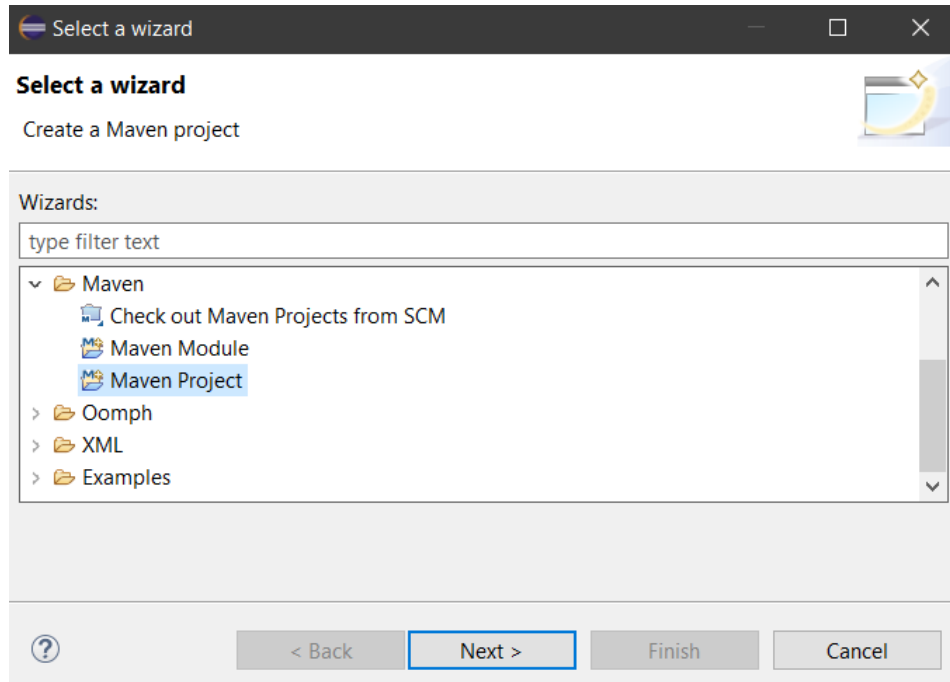 Select a wizard
Select a wizard
Create a Maven project
Wizards:
type filter text
Maven
Check out Maven Projects from SCM
Maven Module
Maven Project
Oomph
XML
Examples
< Back Next > Finish Cancel